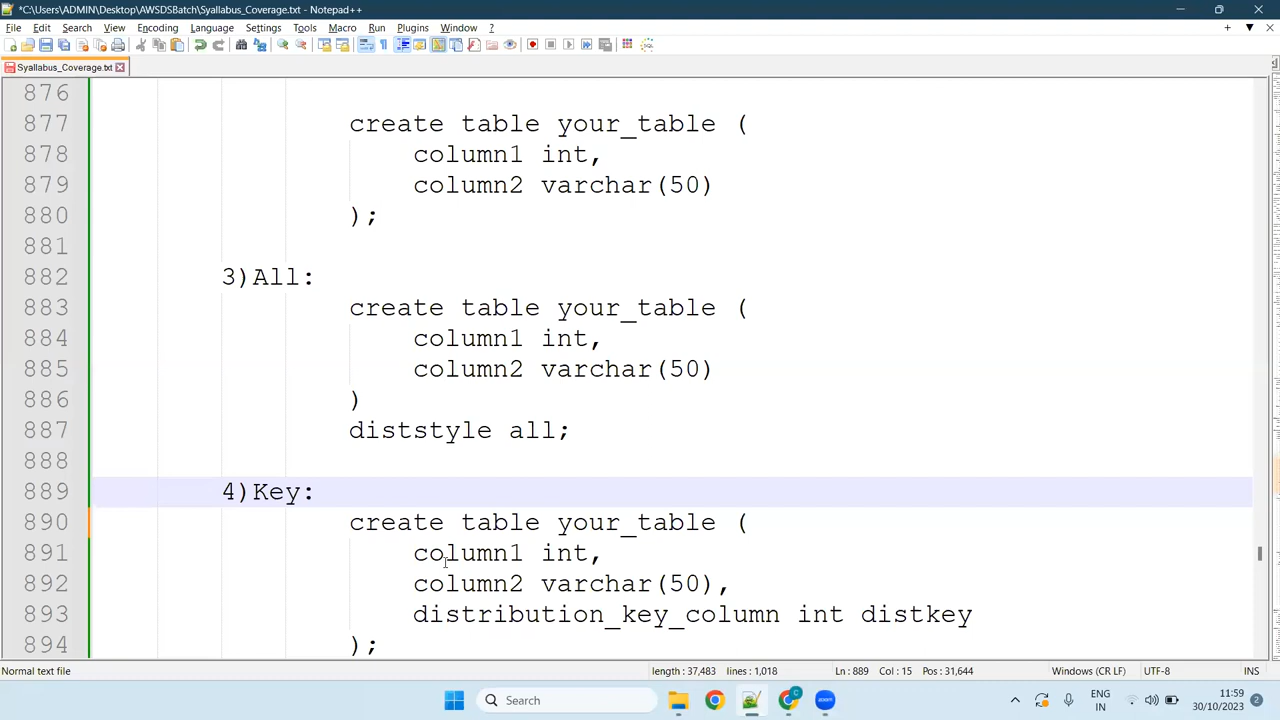 *C:\Users\ADMIN\Desktop\AWSDSBatch\Syallabus_Coverage.txt - Notepad++
File Edit Search View Encoding Language Settings Tools Macro Run Plugins Window ?
Syallabus_Coverage.txt
876
877 create table your_table (
878 column1 int,
879 column2 varchar(50)
880 );
881
882 3)All:
883 create table your_table (
884 column1 int,
885 column2 varchar(50)
886 )
887 diststyle all;
888
889 4)Key:
890 create table your_table (
891 column1 int,
892 column2 varchar(50),
893 distribution_key_column int distkey
894 );
Normal text file length : 37,483 lines : 1,018 Ln : 889 Col : 15 Pos : 31,644 Windows (CR LF) UTF-8 INS
Search ENG IN 11:59 30/10/2023